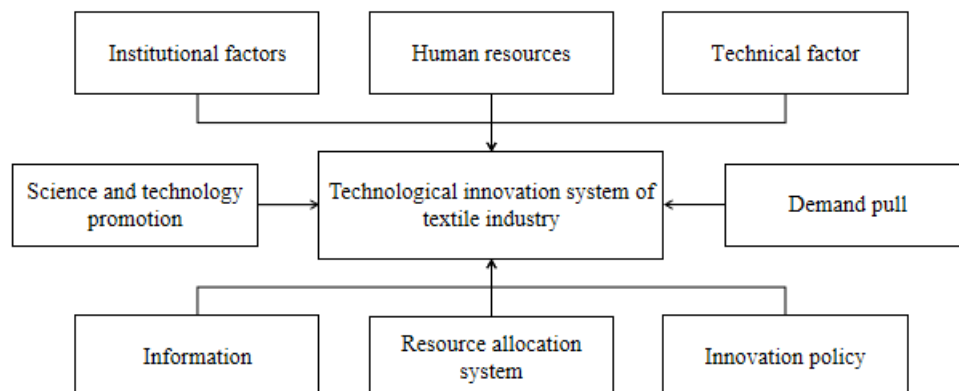 Institutional factors
Human resources
Technical factor
Science and technology
promotion
Technological innovation system of
textile industry
Demand pull
Information
Resource allocation
system
Innovation policy